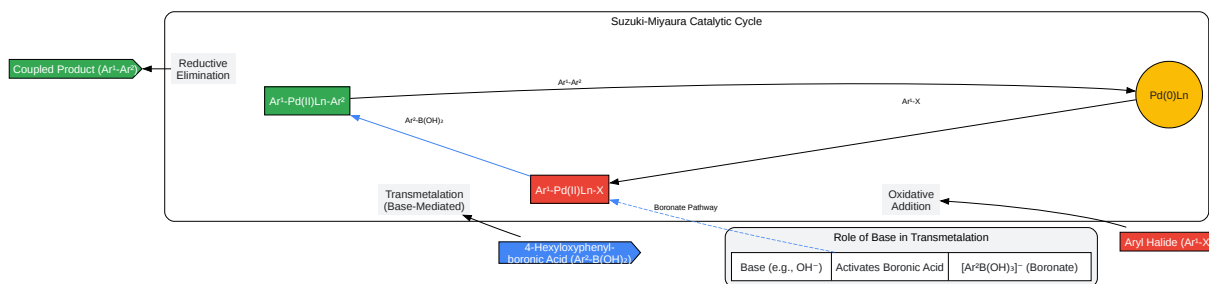 Suzuki-Miyaura Catalytic Cycle
Coupled Product (Ar¹-Ar²)
Reductive
Elimination
Ar¹-Pd(II)Ln-Ar²
Ar¹-Ar²
Ar¹-X
Pd(0)Ln
Ar²-B(OH)₂
Ar¹-Pd(II)Ln-X
Transmetalation
(Base-Mediated)
Boronate Pathway
Oxidative
Addition
4-Hexyloxyphenyl-
boronic Acid (Ar²-B(OH)₂)
Aryl Halide (Ar¹-X
Role of Base in Transmetalation
Base (e.g., OH⁻)
Activates Boronic Acid
[Ar²B(OH)₃]⁻ (Boronate)